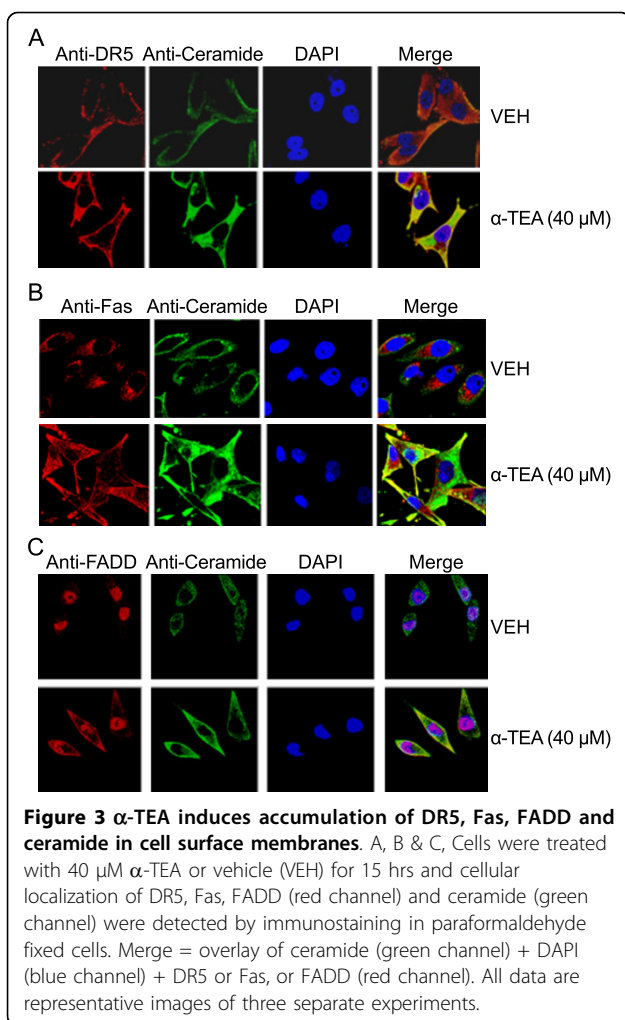 A
Anti-DR5 Anti-Ceramide DAPI Merge
VEH
α-TEA (40 µM)
B
Anti-Fas Anti-Ceramide DAPI Merge
VEH
α-TEA (40 µM)
C
Anti-FADD Anti-Ceramide DAPI Merge
VEH
α-TEA (40 µM)
Figure 3 α-TEA induces accumulation of DR5, Fas, FADD and
ceramide in cell surface membranes. A, B & C, Cells were treated
with 40 µM α-TEA or vehicle (VEH) for 15 hrs and cellular
localization of DR5, Fas, FADD (red channel) and ceramide (green
channel) were detected by immunostaining in paraformaldehyde
fixed cells. Merge = overlay of ceramide (green channel) + DAPI
(blue channel) + DR5 or Fas, or FADD (red channel). All data are
representative images of three separate experiments.